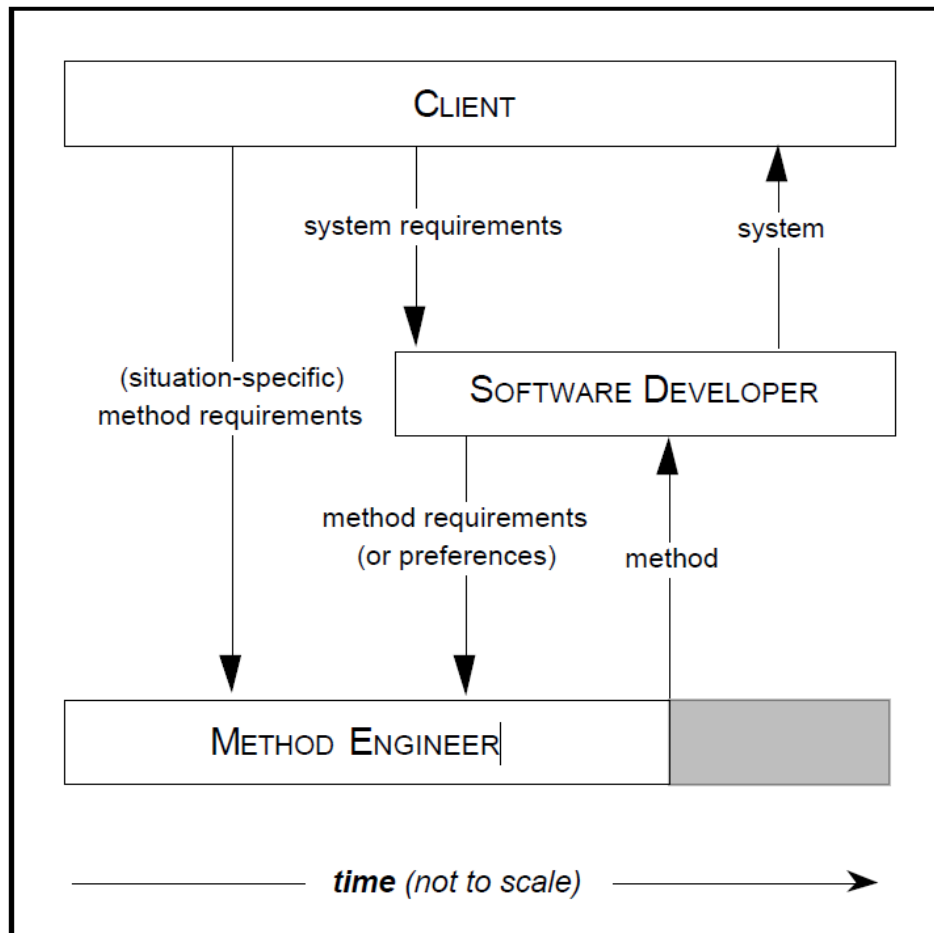 CLIENT
system requirements
system
(situation-specific)
method requirements
SOFTWARE DEVELOPER
method requirements
(or preferences)
method
METHOD ENGINEER
time (not to scale)